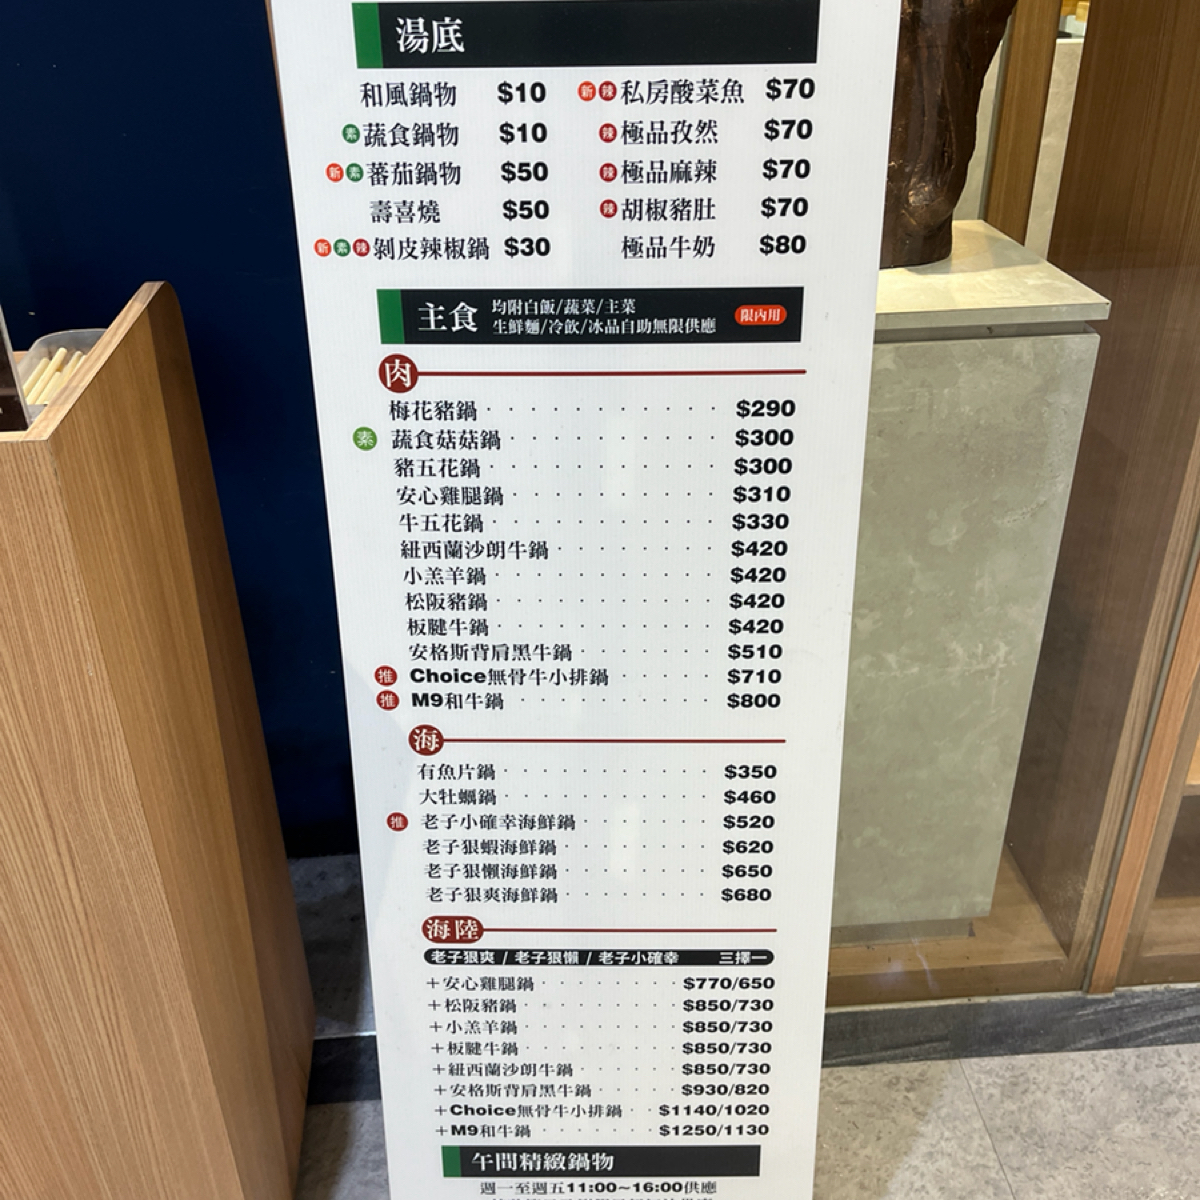 湯底
和風鍋物 $10
素 蔬食鍋物 $10
新 素 蕃茄鍋物 $50
壽喜燒 $50
新 素 辣 剝皮辣椒鍋 $30
新 辣 私房酸菜魚 $70
辣 極品孜然 $70
辣 極品麻辣 $70
辣 胡椒豬肚 $70
極品牛奶 $80
主食 均附白飯/蔬菜/主菜
生鮮麵/冷飲/冰品自助無限供應 限內用
肉
梅花豬鍋 $290
素 蔬食菇菇鍋 $300
豬五花鍋 $300
安心雞腿鍋 $310
牛五花鍋 $330
紐西蘭沙朗牛鍋 $420
小羔羊鍋 $420
松阪豬鍋 $420
板腱牛鍋 $420
安格斯背肩黑牛鍋 $510
推 Choice無骨牛小排鍋 $710
推 M9和牛鍋 $800
海
有魚片鍋 $350
大牡蠣鍋 $460
推 老子小確幸海鮮鍋 $520
老子狠蝦海鮮鍋 $620
老子狠懶海鮮鍋 $650
老子狠爽海鮮鍋 $680
海陸
老子狠爽 / 老子狠懶 / 老子小確幸 三擇一
+安心雞腿鍋 $770/650
+松阪豬鍋 $850/730
+小羔羊鍋 $850/730
+板腱牛鍋 $850/730
+紐西蘭沙朗牛鍋 $850/730
+安格斯背肩黑牛鍋 $930/820
+Choice無骨牛小排鍋 $1140/1020
+M9和牛鍋 $1250/1130
午間精緻鍋物
週一至週五11:00~16:00供應